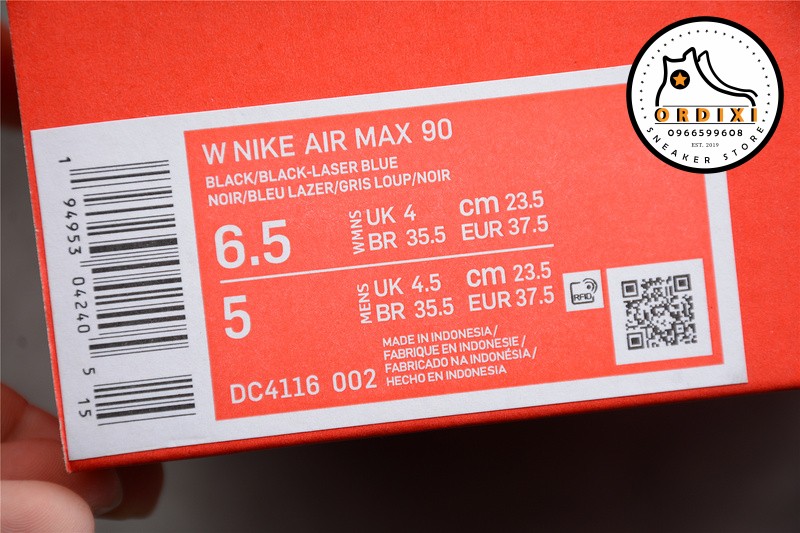 W NIKE AIR MAX 90
BLACK/BLACK-LASER BLUE
NOIR/BLEU LAZER/GRIS LOUP/NOIR
6.5
WMNS
UK 4
cm 23.5
BR 35.5
EUR 37.5
5
MENS
UK 4.5
cm 23.5
BR 35.5
EUR 37.5
RFID
MADE IN INDONESIA/
FABRIQUE EN INDONESIE/
FABRICADO NA INDONÉSIA/
HECHO EN INDONESIA
DC4116 002
1 94953 04240 5 15
ORDIXI
0966599608
EST. 2019
SNEAKER STORE